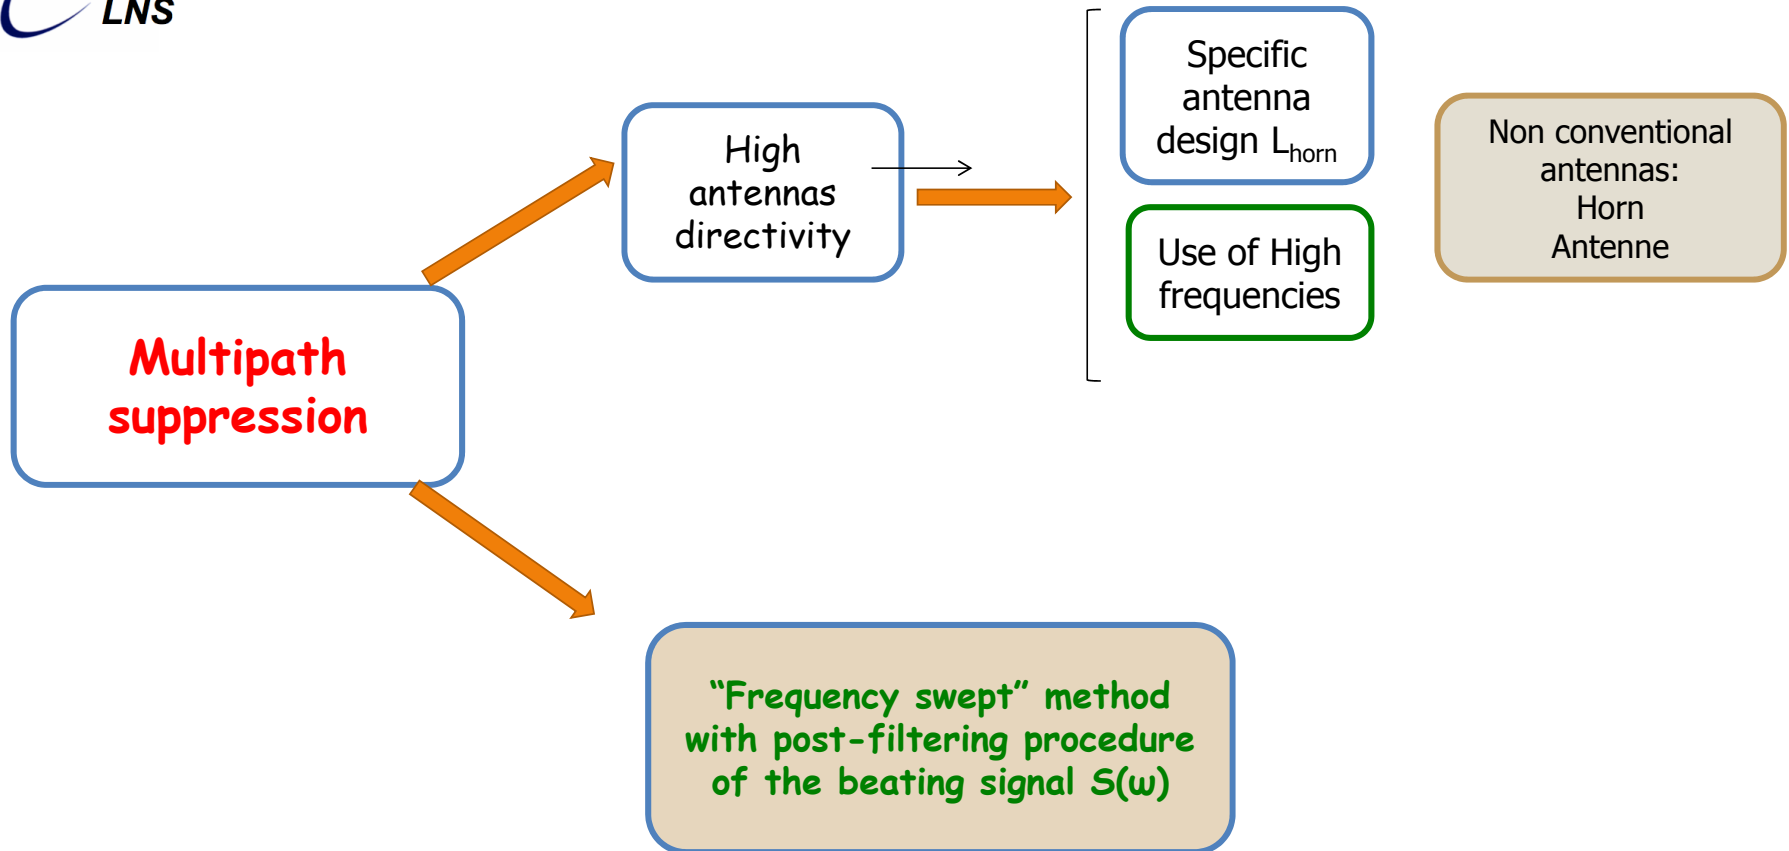 LNS
Specific
antenna
design Lhorn
Non conventional
antennas:
Horn
Antenne
High
antennas
directivity
Use of High
frequencies
Multipath
suppression
“Frequency swept” method
with post-filtering procedure
of the beating signal S(ω)